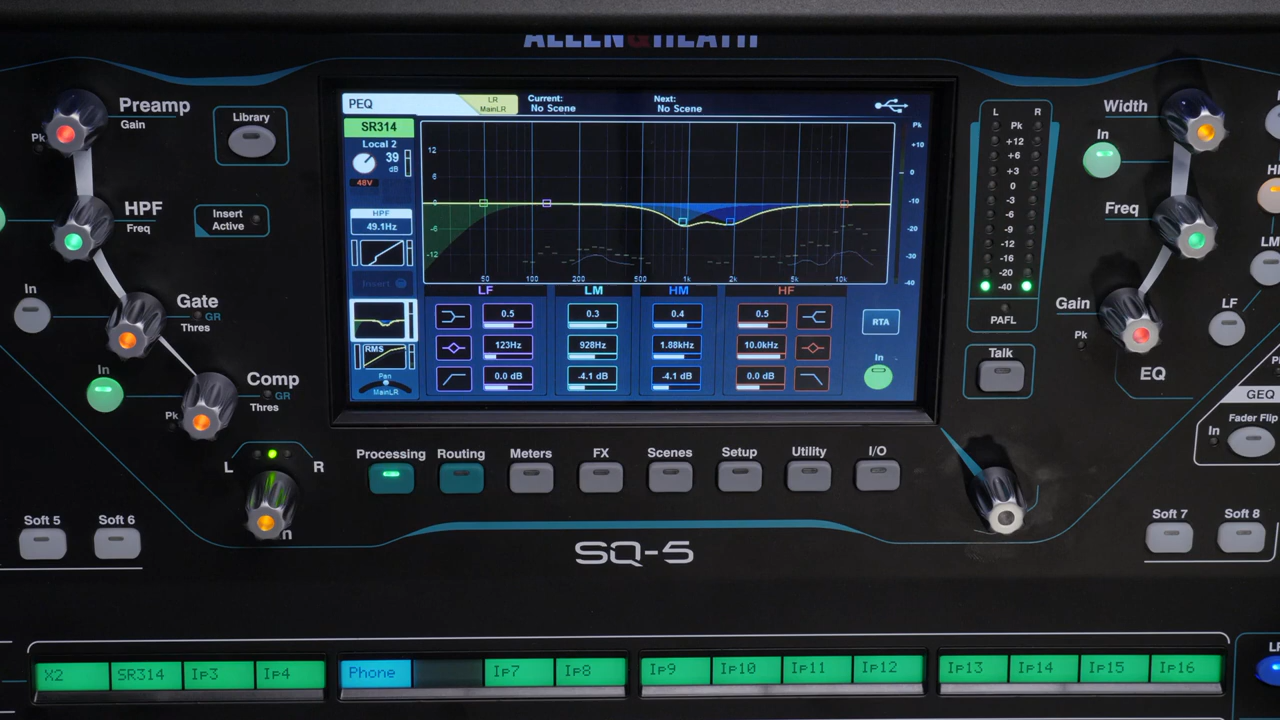 ALLEN&HEATH
Preamp
Gain
Pk
Library
HPF
Freq
Insert
Active
In
Gate
GR
Thres
In
Comp
GR
Thres
Pk
L
R
PEQ
LR
MainLR
Current:
No Scene
Next:
No Scene
SR314
Local 2
39
dB
48V
HPF
49.1Hz
Insert
RMS
Pan
MainLR
12
6
-6
-12
50
100
200
500
1k
2k
5k
10k
Pk
+10
0
-10
-20
-30
-40
LF
LM
HM
HF
0.5
0.3
0.4
0.5
123Hz
928Hz
1.88kHz
10.0kHz
0.0 dB
-4.1 dB
-4.1 dB
0.0 dB
RTA
In
L
R
Pk
+12
+6
+3
0
-3
-6
-9
-12
-16
-20
-40
PAFL
Talk
Width
In
Freq
Gain
Pk
EQ
LM
LF
GEQ
Fader Flip
In
Processing
Routing
Meters
FX
Scenes
Setup
Utility
I/O
Soft 5
Soft 6
Soft 7
Soft 8
SQ-5
X2
SR314
Ip3
Ip4
Phone
Ip7
Ip8
Ip9
Ip10
Ip11
Ip12
Ip13
Ip14
Ip15
Ip16